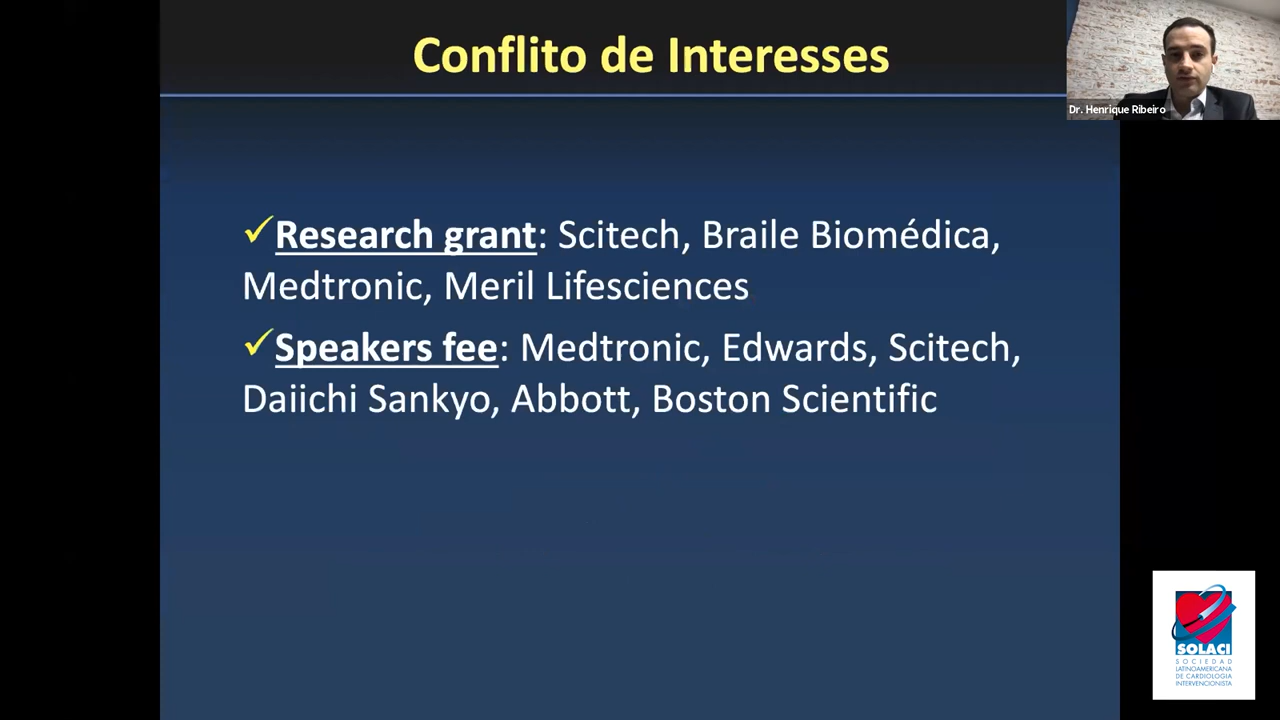 Conflito de Interesses
Dr. Henrique Ribeiro
✓Research grant: Scitech, Braile Biomédica,
Medtronic, Meril Lifesciences
✓Speakers fee: Medtronic, Edwards, Scitech,
Daiichi Sankyo, Abbott, Boston Scientific
SOLACI
SOCIEDAD
LATINOAMERICANA
DE CARDIOLOGIA
INTERVENCIONISTA